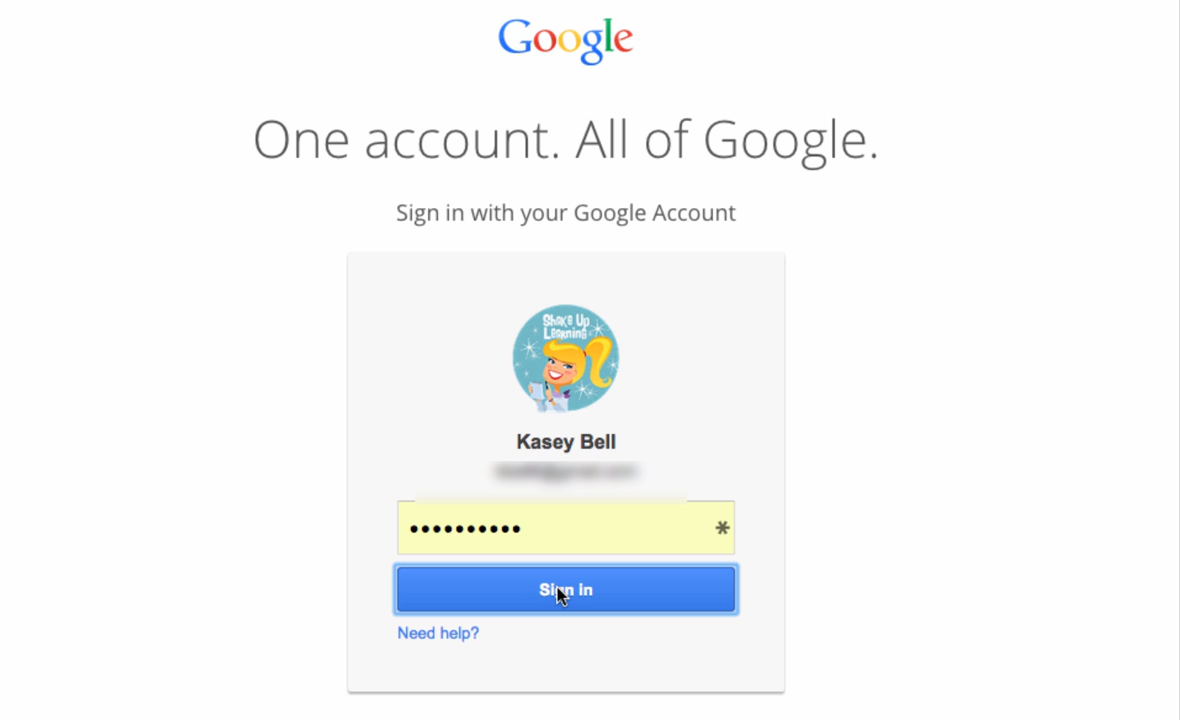 Google
One account. All of Google.
Sign in with your Google Account
Shake Up
Learning
Kasey Bell
••••••••••
Sign in
Need help?